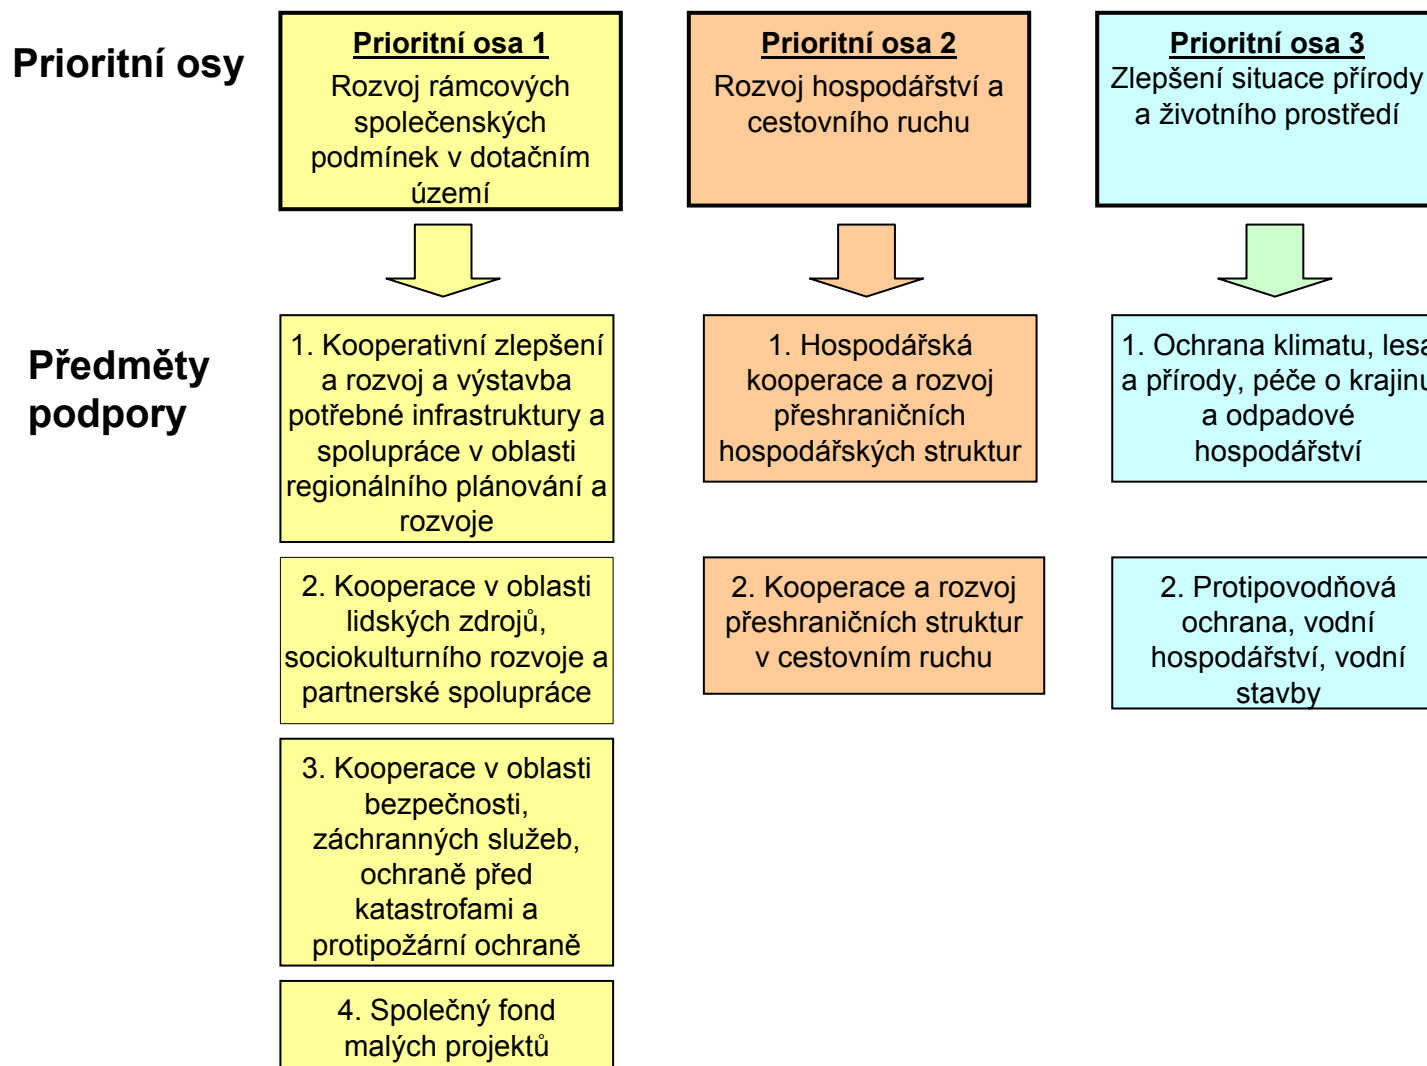 Prioritní osy
Prioritní osa 1
Rozvoj rámcových
společenských
podmínek v dotačním
území
Prioritní osa 2
Rozvoj hospodářství a
cestovního ruchu
Prioritní osa 3
Zlepšení situace přírody
a životního prostředí
Předměty
podpory
1. Kooperativní zlepšení
a rozvoj a výstavba
potřebné infrastruktury a
spolupráce v oblasti
regionálního plánování a
rozvoje
2. Kooperace v oblasti
lidských zdrojů,
sociokulturního rozvoje a
partnerské spolupráce
3. Kooperace v oblasti
bezpečnosti,
záchranných služeb,
ochraně před
katastrofami a
protipožární ochraně
4. Společný fond
malých projektů
1. Hospodářská
kooperace a rozvoj
přeshraničních
hospodářských struktur
2. Kooperace a rozvoj
přeshraničních struktur
v cestovním ruchu
1. Ochrana klimatu, lesa
a přírody, péče o krajinu
a odpadové
hospodářství
2. Protipovodňová
ochrana, vodní
hospodářství, vodní
stavby